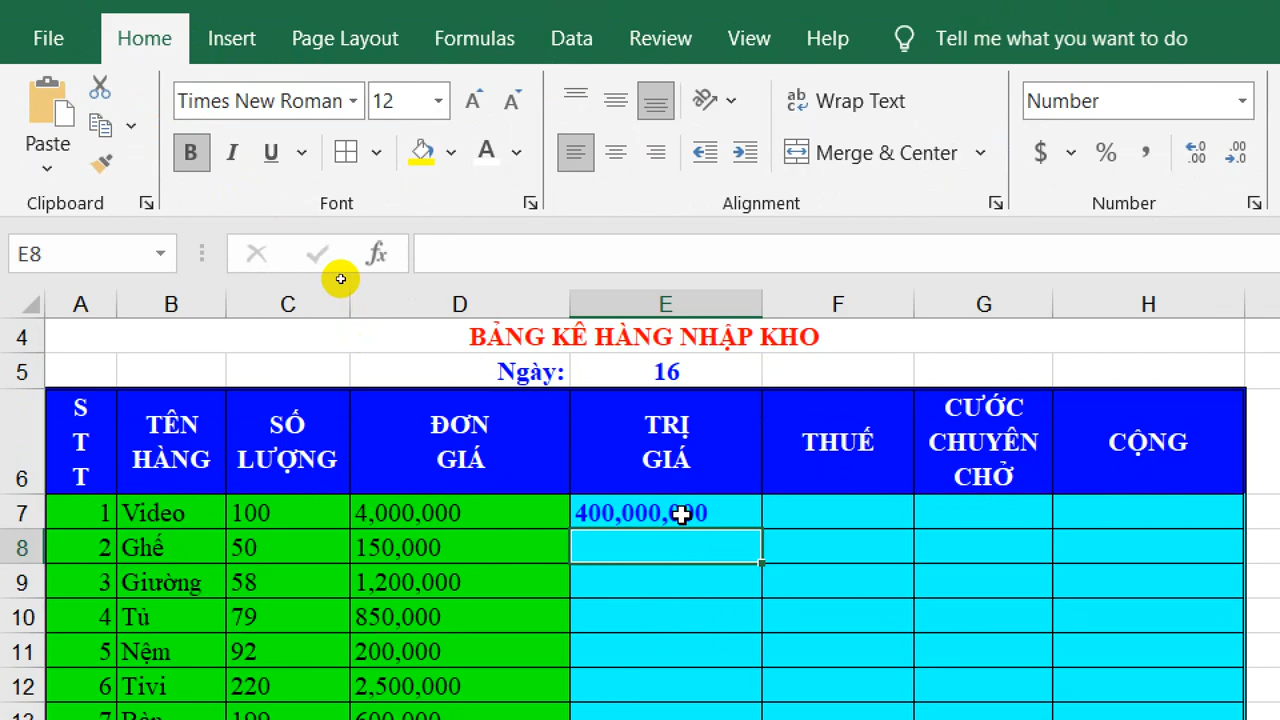 File Home Insert Page Layout Formulas Data Review View Help Tell me what you want to do
Times New Roman 12 ab Wrap Text Number
Paste B I U A Merge & Center $ % , .00 .0
Clipboard Font Alignment Number
E8 fx
A B C D E F G H
4 BẢNG KÊ HÀNG NHẬP KHO
5 Ngày: 16
6 STT TÊN HÀNG SỐ LƯỢNG ĐƠN GIÁ TRỊ GIÁ THUẾ CƯỚC CHUYÊN CHỞ CỘNG
7 1 Video 100 4,000,000 400,000,000
8 2 Ghế 50 150,000
9 3 Giường 58 1,200,000
10 4 Tủ 79 850,000
11 5 Nệm 92 200,000
12 6 Tivi 220 2,500,000